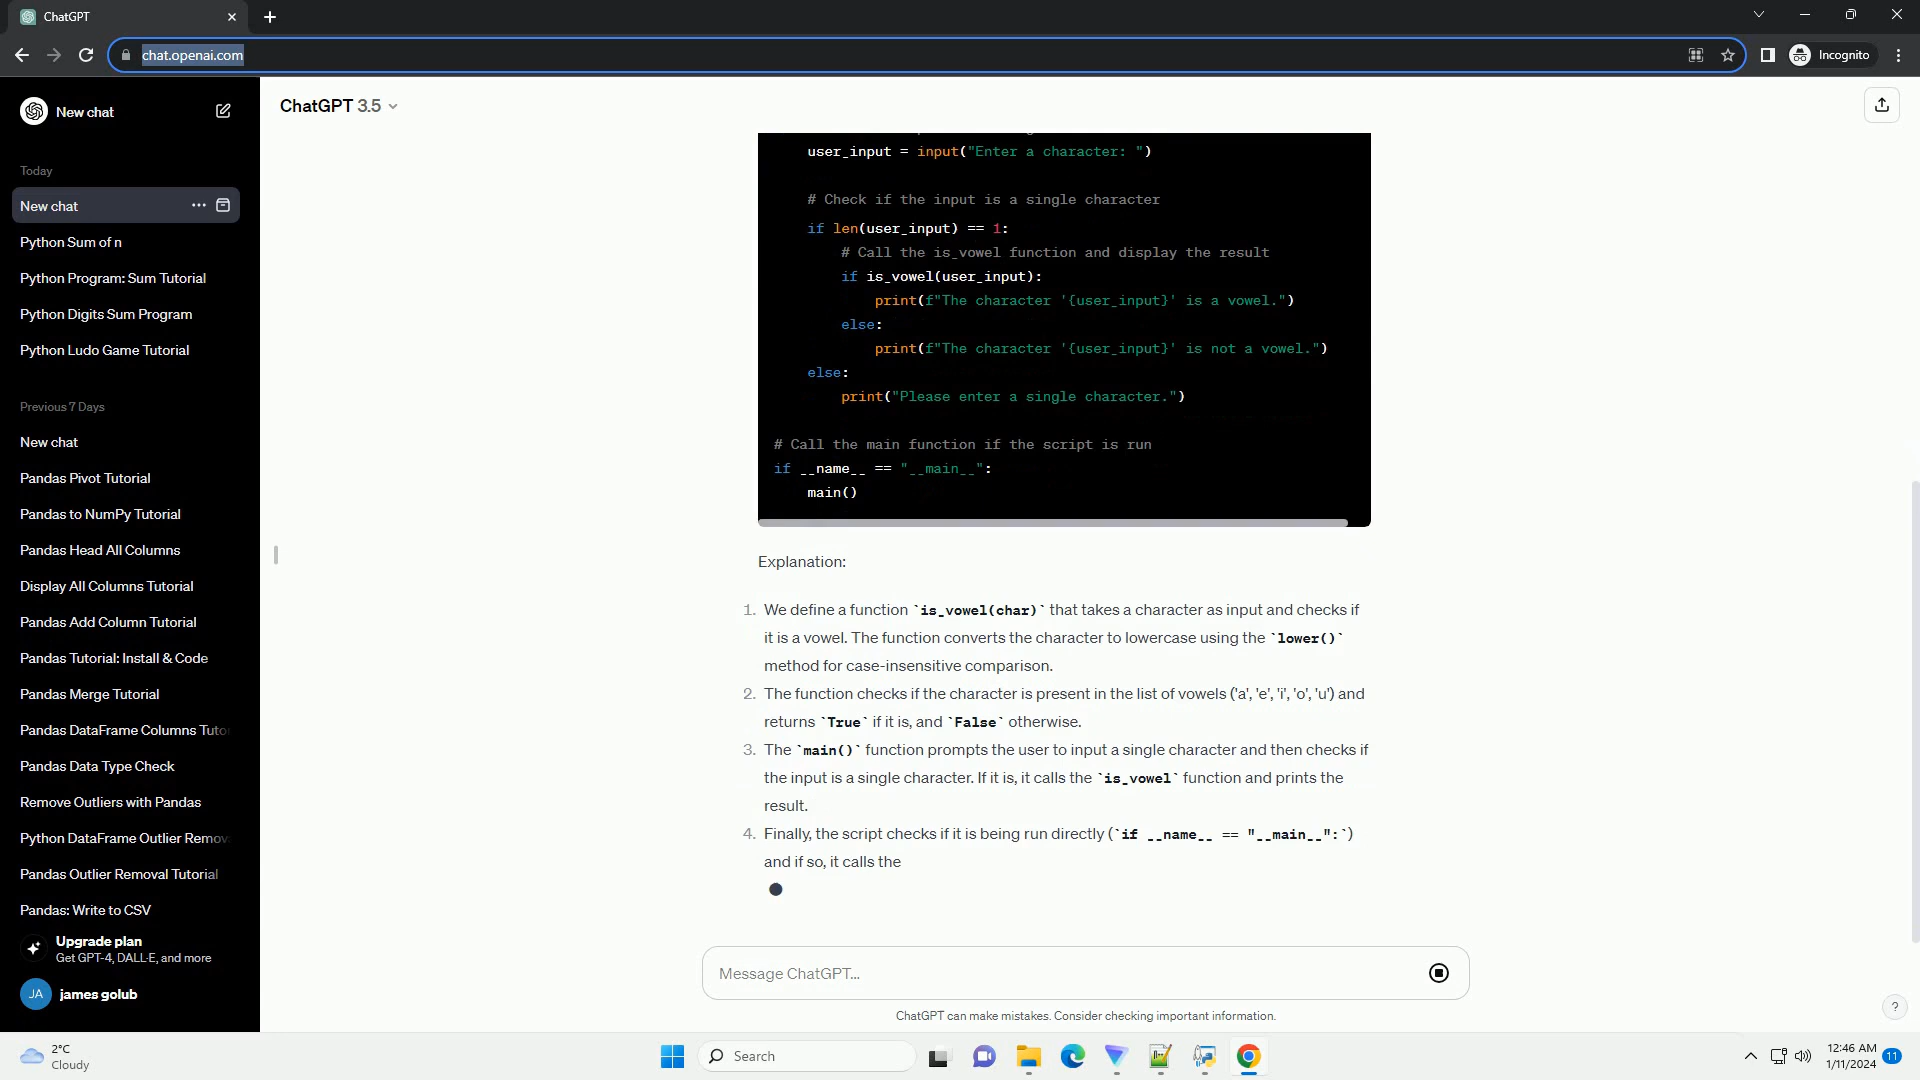 ChatGPT
chat.openai.com
Incognito
New chat
ChatGPT 3.5
Today
New chat
Python Sum of n
Python Program: Sum Tutorial
Python Digits Sum Program
Python Ludo Game Tutorial
Previous 7 Days
New chat
Pandas Pivot Tutorial
Pandas to NumPy Tutorial
Pandas Head All Columns
Display All Columns Tutorial
Pandas Add Column Tutorial
Pandas Tutorial: Install & Code
Pandas Merge Tutorial
Pandas DataFrame Columns Tuto
Pandas Data Type Check
Remove Outliers with Pandas
Python DataFrame Outlier Remov
Pandas Outlier Removal Tutorial
Pandas: Write to CSV
Upgrade plan
Get GPT-4, DALL·E, and more
JA james golub
user_input = input("Enter a character: ")
# Check if the input is a single character
if len(user_input) == 1:
# Call the is_vowel function and display the result
if is_vowel(user_input):
print(f"The character '{user_input}' is a vowel.")
else:
print(f"The character '{user_input}' is not a vowel.")
else:
print("Please enter a single character.")
# Call the main function if the script is run
if __name__ == "__main__":
main()
Explanation:
1. We define a function `is_vowel(char)` that takes a character as input and checks if
it is a vowel. The function converts the character to lowercase using the `lower()`
method for case-insensitive comparison.
2. The function checks if the character is present in the list of vowels ('a', 'e', 'i', 'o', 'u') and
returns `True` if it is, and `False` otherwise.
3. The `main()` function prompts the user to input a single character and then checks if
the input is a single character. If it is, it calls the `is_vowel` function and prints the
result.
4. Finally, the script checks if it is being run directly (`if __name__ == "__main__":`)
and if so, it calls the
Message ChatGPT...
ChatGPT can make mistakes. Consider checking important information.
?
2°C
Cloudy
Search
12:46 AM
1/11/2024
11